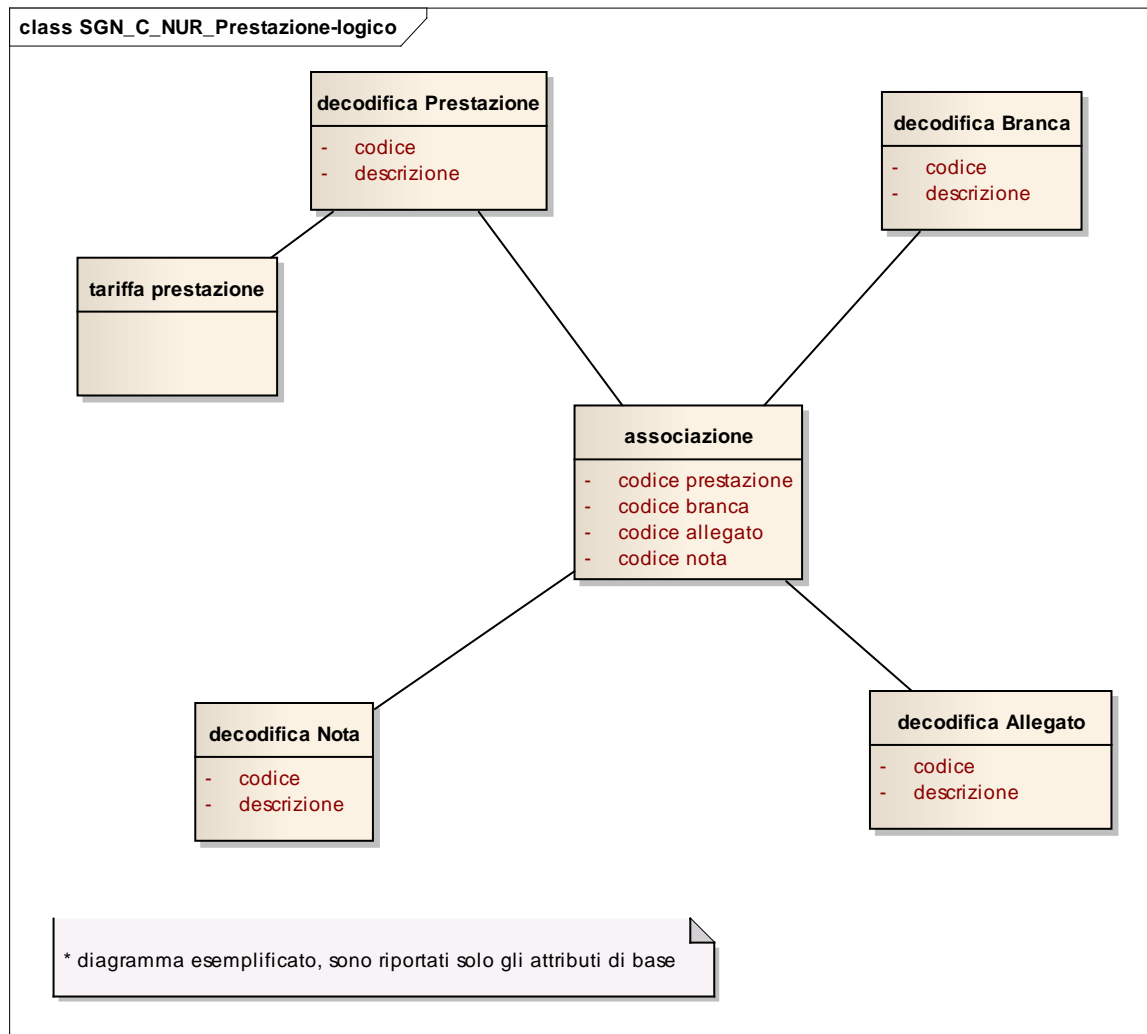 class SGN_C_NUR_Prestazione-logico
decodifica Prestazione
- codice
- descrizione
decodifica Branca
- codice
- descrizione
tariffa prestazione
associazione
- codice prestazione
- codice branca
- codice allegato
- codice nota
decodifica Nota
- codice
- descrizione
decodifica Allegato
- codice
- descrizione
* diagramma esemplificato, sono riportati solo gli attributi di base